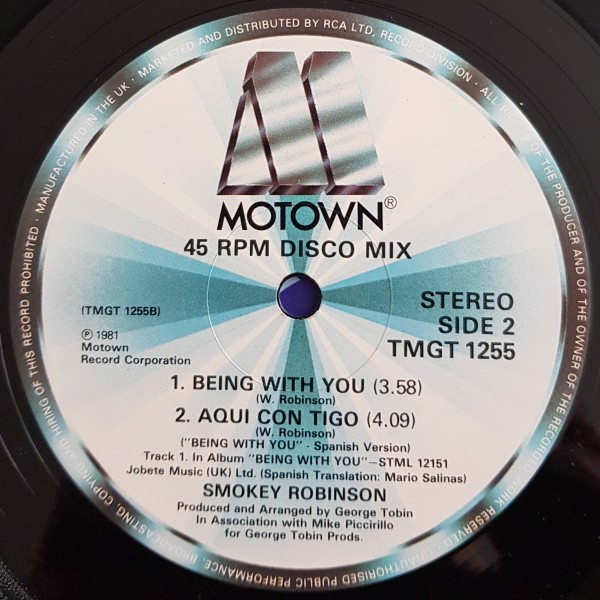 MANUFACTURED IN THE UK · MARKETED AND DISTRIBUTED BY RCA LTD, RECORD DIVISION · ALL RIGHTS OF THE PRODUCER AND OF THE OWNER OF THE RECORDED WORK RESERVED · UNAUTHORISED PUBLIC PERFORMANCE, BROADCASTING, COPYING AND HIRING OF THIS RECORD PROHIBITED ·
MOTOWN®
45 RPM DISCO MIX
STEREO
SIDE 2
TMGT 1255
(TMGT 1255B)
℗ 1981
Motown
Record Corporation
1. BEING WITH YOU (3.58)
(W. Robinson)
2. AQUI CON TIGO (4.09)
(W. Robinson)
("BEING WITH YOU" - Spanish Version)
Track 1. In Album "BEING WITH YOU"—STML 12151
Jobete Music (UK) Ltd. (Spanish Translation: Mario Salinas)
SMOKEY ROBINSON
Produced and Arranged by George Tobin
In Association with Mike Piccirillo
for George Tobin Prods.